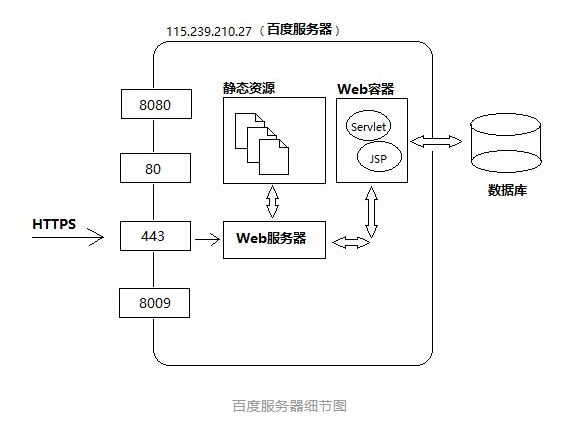 115.239.210.27（百度服务器）
静态资源
Web容器
8080
Servlet
JSP
80
数据库
HTTPS
443
Web服务器
8009
百度服务器细节图